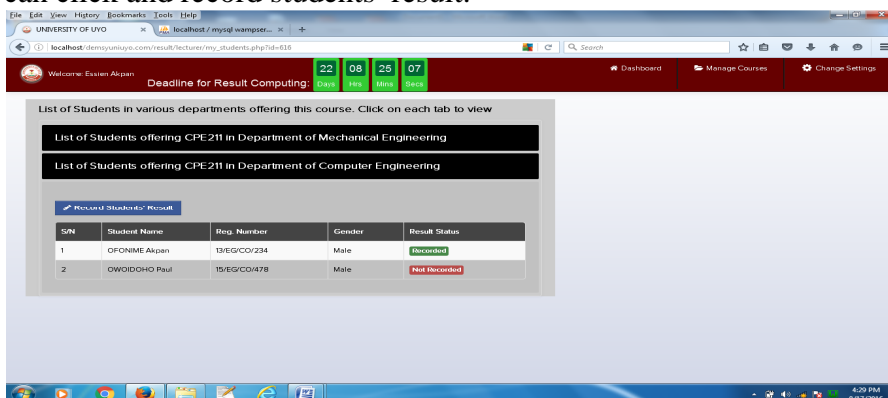 can click and record students' result.
File Edit View History Bookmarks Tools Help
UNIVERSITY OF UYO × localhost / mysql wampser... × +
localhost/demsyuniuyo.com/result/lecturer/my_students.php?id=616 Search
Welcome: Essien Akpan Deadline for Result Computing: 22 Days 08 Hrs 25 Mins 07 Secs Dashboard Manage Courses Change Settings
List of Students in various departments offering this course. Click on each tab to view
List of Students offering CPE211 in Department of Mechanical Engineering
List of Students offering CPE211 in Department of Computer Engineering
Record Students' Result
S/N Student Name Reg. Number Gender Result Status
1 OFONIME Akpan 13/EG/CO/234 Male Recorded
2 OWOIDOHO Paul 15/EG/CO/478 Male Not Recorded
4:29 PM